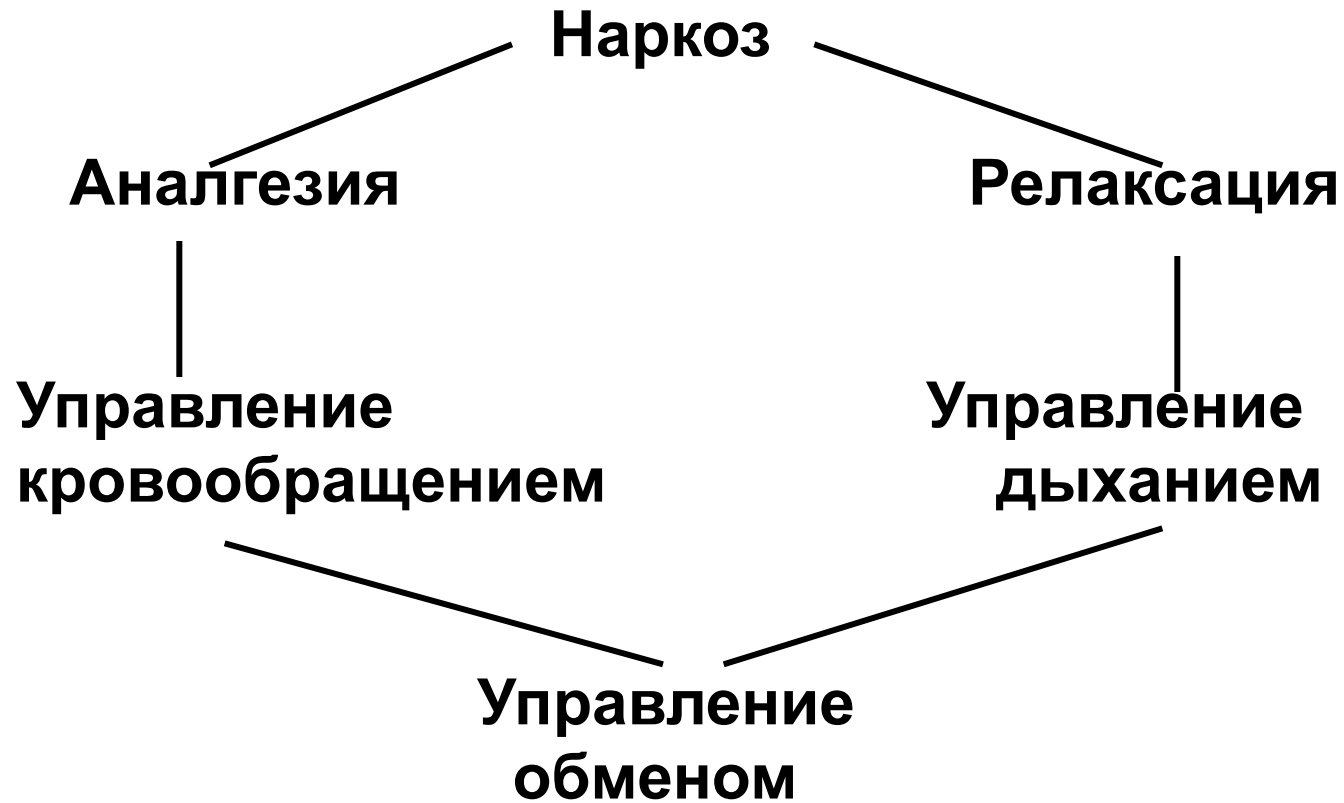 Наркоз
Аналгезия
Релаксация
Управление
кровообращением
Управление
дыханием
Управление
обменом